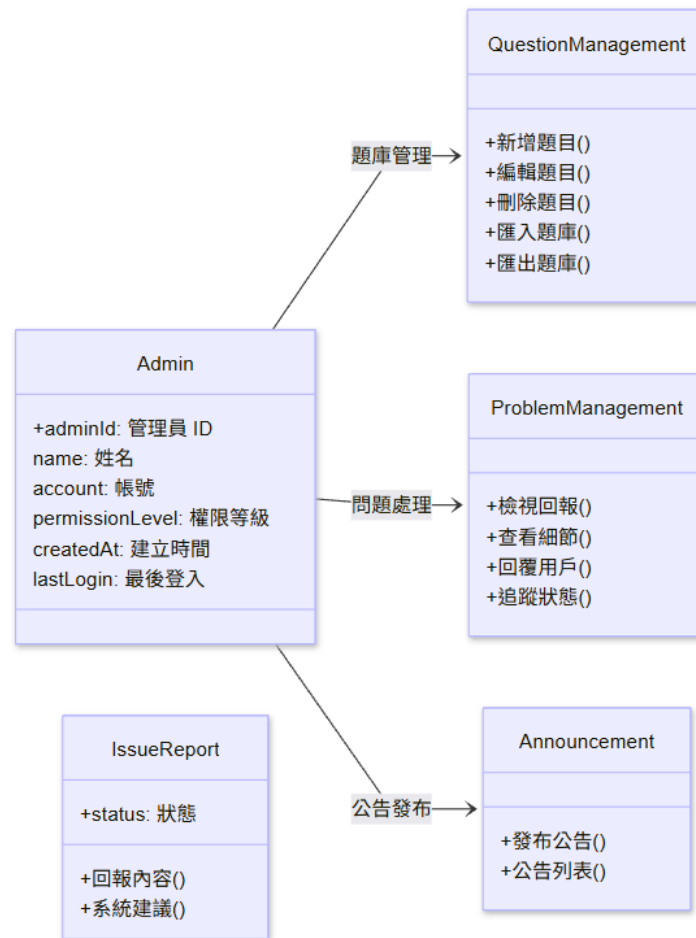 QuestionManagement
+新增題目()
+編輯題目()
+刪除題目()
+匯入題庫()
+匯出題庫()
題庫管理
Admin
+adminId: 管理員 ID
name: 姓名
account: 帳號
permissionLevel: 權限等級
createdAt: 建立時間
lastLogin: 最後登入
問題處理
ProblemManagement
+檢視回報()
+查看細節()
+回覆用戶()
+追蹤狀態()
公告發布
Announcement
+發布公告()
+公告列表()
IssueReport
+status: 狀態
+回報內容()
+系統建議()